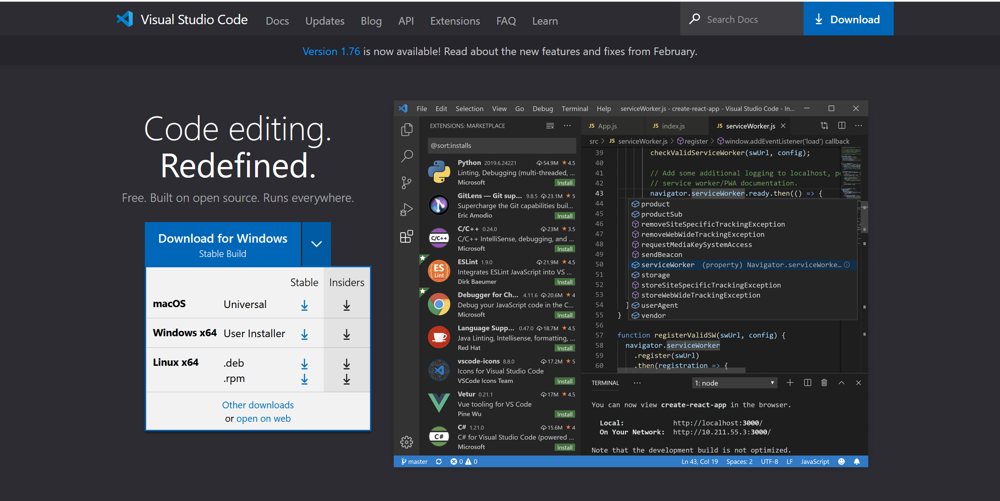 Visual Studio Code Docs Updates Blog API Extensions FAQ Learn Search Docs Download
Version 1.76 is now available! Read about the new features and fixes from February.
Code editing.
Redefined.
Free. Built on open source. Runs everywhere.
Download for Windows
Stable Build
Stable Insiders
macOS Universal
Windows x64 User Installer
Linux x64 .deb
.rpm
Other downloads
or open on web
File Edit Selection View Go Debug Terminal Help serviceWorker.js - create-react-app - Visual Studio Code - In...
EXTENSIONS: MARKETPLACE
@sort:installs
Python 2019.6.24221 54.9M 4.5
Linting, Debugging (multi-threaded, ...
Microsoft Install
GitLens — Git sup... 9.8.5 23.1M 5
Supercharge the Git capabilities buil...
Eric Amodio Install
C/C++
C/C++ 0.24.0 23M 3.5
C/C++ IntelliSense, debugging, and ...
Microsoft Install
ES
Lint
ESLint 1.9.0 21.9M 4.5
Integrates ESLint JavaScript into VS ...
Dirk Baeumer Install
Debugger for Ch... 4.11.6 20.6M 4
Debug your JavaScript code in the C...
Microsoft Install
Language Supp... 0.47.0 18.7M 4.5
Java Linting, Intellisense, formatting, ...
Red Hat Install
vscode-icons 8.8.0 17.2M 5
Icons for Visual Studio Code
VSCode Icons Team Install
Vetur 0.21.1 17M 4.5
Vue tooling for VS Code
Pine Wu Install
C#
C# 1.21.0 15.6M 4
C# for Visual Studio Code (powered ...
Microsoft Install
JS App.js JS index.js JS serviceWorker.js
src > JS serviceWorker.js > register > window.addEventListener('load') callback
39 checkValidServiceWorker(swUrl, config);
40
41 // Add some additional logging to localhost, po
42 // service worker/PWA documentation.
43 navigator.serviceWorker.ready.then(() => {
44 product
45 productSub
46 removeSiteSpecificTrackingException
47 removeWebWideTrackingException
48 requestMediaKeySystemAccess
49 sendBeacon
50 serviceWorker (property) Navigator.serviceWorke...
51 storage
52 storeSiteSpecificTrackingException
53 storeWebWideTrackingException
54 } userAgent
55 } vendor
56
57 function registerValidSW(swUrl, config) {
58 navigator.serviceWorker
59 .register(swUrl)
60 .then(registration => {
TERMINAL ... 1: node
You can now view create-react-app in the browser.
Local: http://localhost:3000/
On Your Network: http://10.211.55.3:3000/
Note that the development build is not optimized.
master 0 0 Ln 43, Col 19 Spaces: 2 UTF-8 LF JavaScript